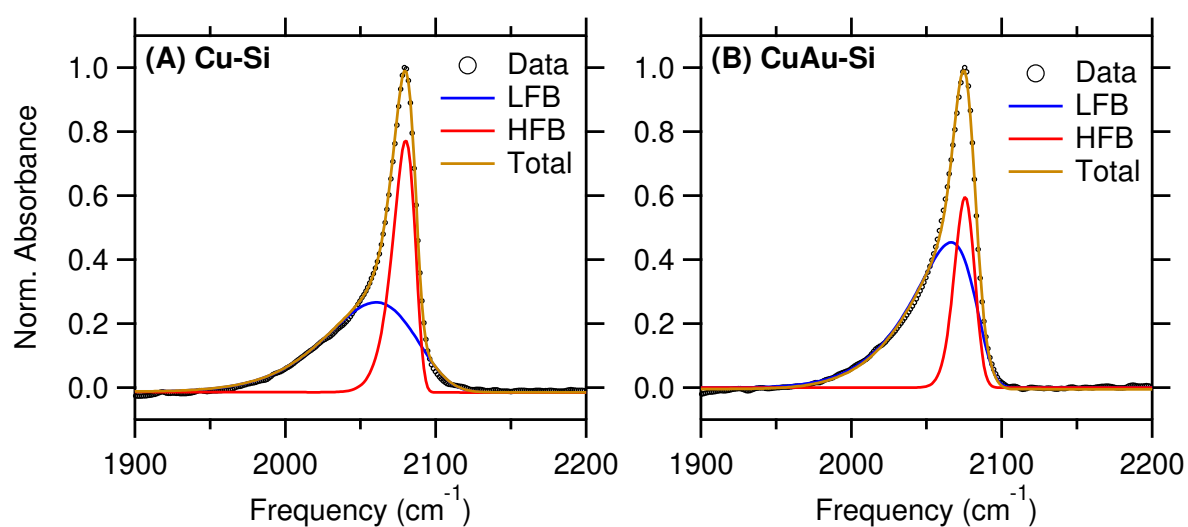 (A) Cu-Si
Data
LFB
HFB
Total
1.0
0.8
0.6
0.4
0.2
0.0
Norm. Absorbance
1900
2000
2100
2200
Frequency (cm⁻¹)
(B) CuAu-Si
Data
LFB
HFB
Total
1.0
0.8
0.6
0.4
0.2
0.0
1900
2000
2100
2200
Frequency (cm⁻¹)